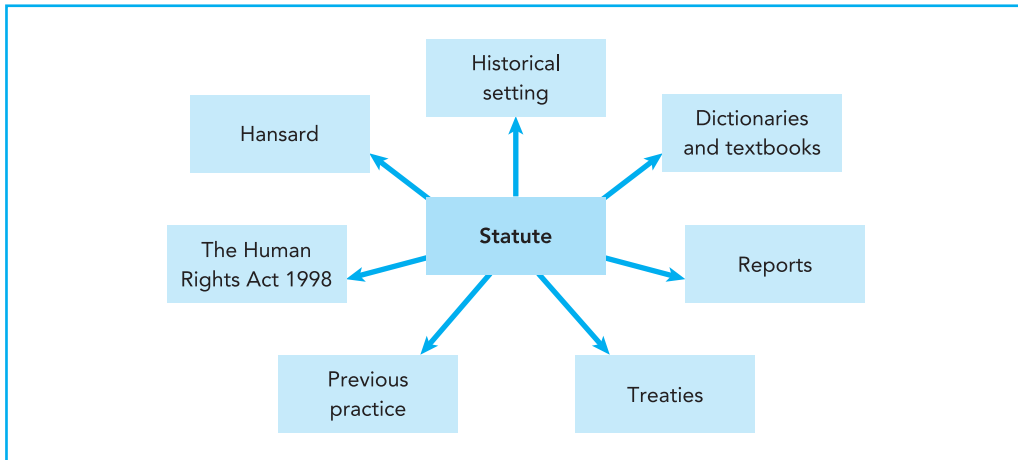 Historical
setting
Hansard
Dictionaries
and textbooks
Statute
The Human
Rights Act 1998
Reports
Previous
practice
Treaties